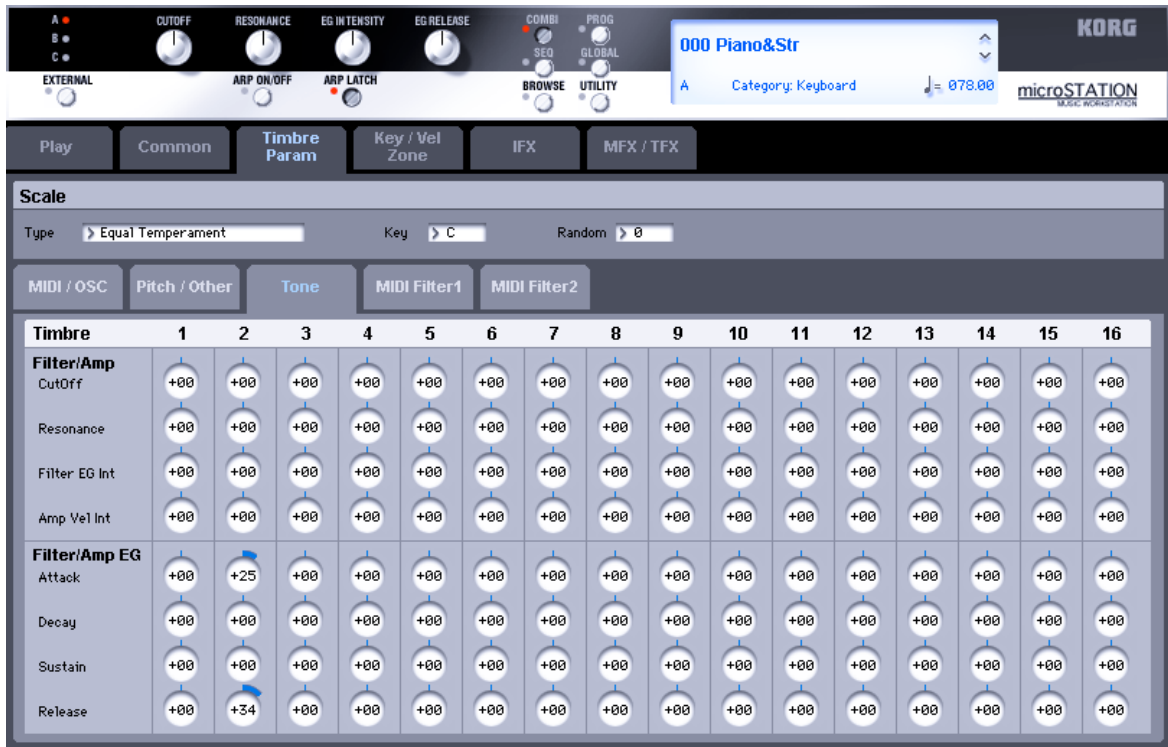 A CUTOFF RESONANCE EG INTENSITY EG RELEASE COMBI PROG KORG
B
C SEQ GLOBAL
000 Piano&Str
EXTERNAL ARP ON/OFF ARP LATCH BROWSE UTILITY
A Category: Keyboard ♩= 078.00
microSTATION
MUSIC WORKSTATION
Play Common Timbre Param Key / Vel Zone IFX MFX / TFX
Scale
Type > Equal Temperament Key > C Random > 0
MIDI / OSC Pitch / Other Tone MIDI Filter1 MIDI Filter2
Timbre 1 2 3 4 5 6 7 8 9 10 11 12 13 14 15 16
Filter/Amp
CutOff +00 +00 +00 +00 +00 +00 +00 +00 +00 +00 +00 +00 +00 +00 +00 +00
Resonance +00 +00 +00 +00 +00 +00 +00 +00 +00 +00 +00 +00 +00 +00 +00 +00
Filter EG Int +00 +00 +00 +00 +00 +00 +00 +00 +00 +00 +00 +00 +00 +00 +00 +00
Amp Vel Int +00 +00 +00 +00 +00 +00 +00 +00 +00 +00 +00 +00 +00 +00 +00 +00
Filter/Amp EG
Attack +00 +25 +00 +00 +00 +00 +00 +00 +00 +00 +00 +00 +00 +00 +00 +00
Decay +00 +00 +00 +00 +00 +00 +00 +00 +00 +00 +00 +00 +00 +00 +00 +00
Sustain +00 +00 +00 +00 +00 +00 +00 +00 +00 +00 +00 +00 +00 +00 +00 +00
Release +00 +34 +00 +00 +00 +00 +00 +00 +00 +00 +00 +00 +00 +00 +00 +00